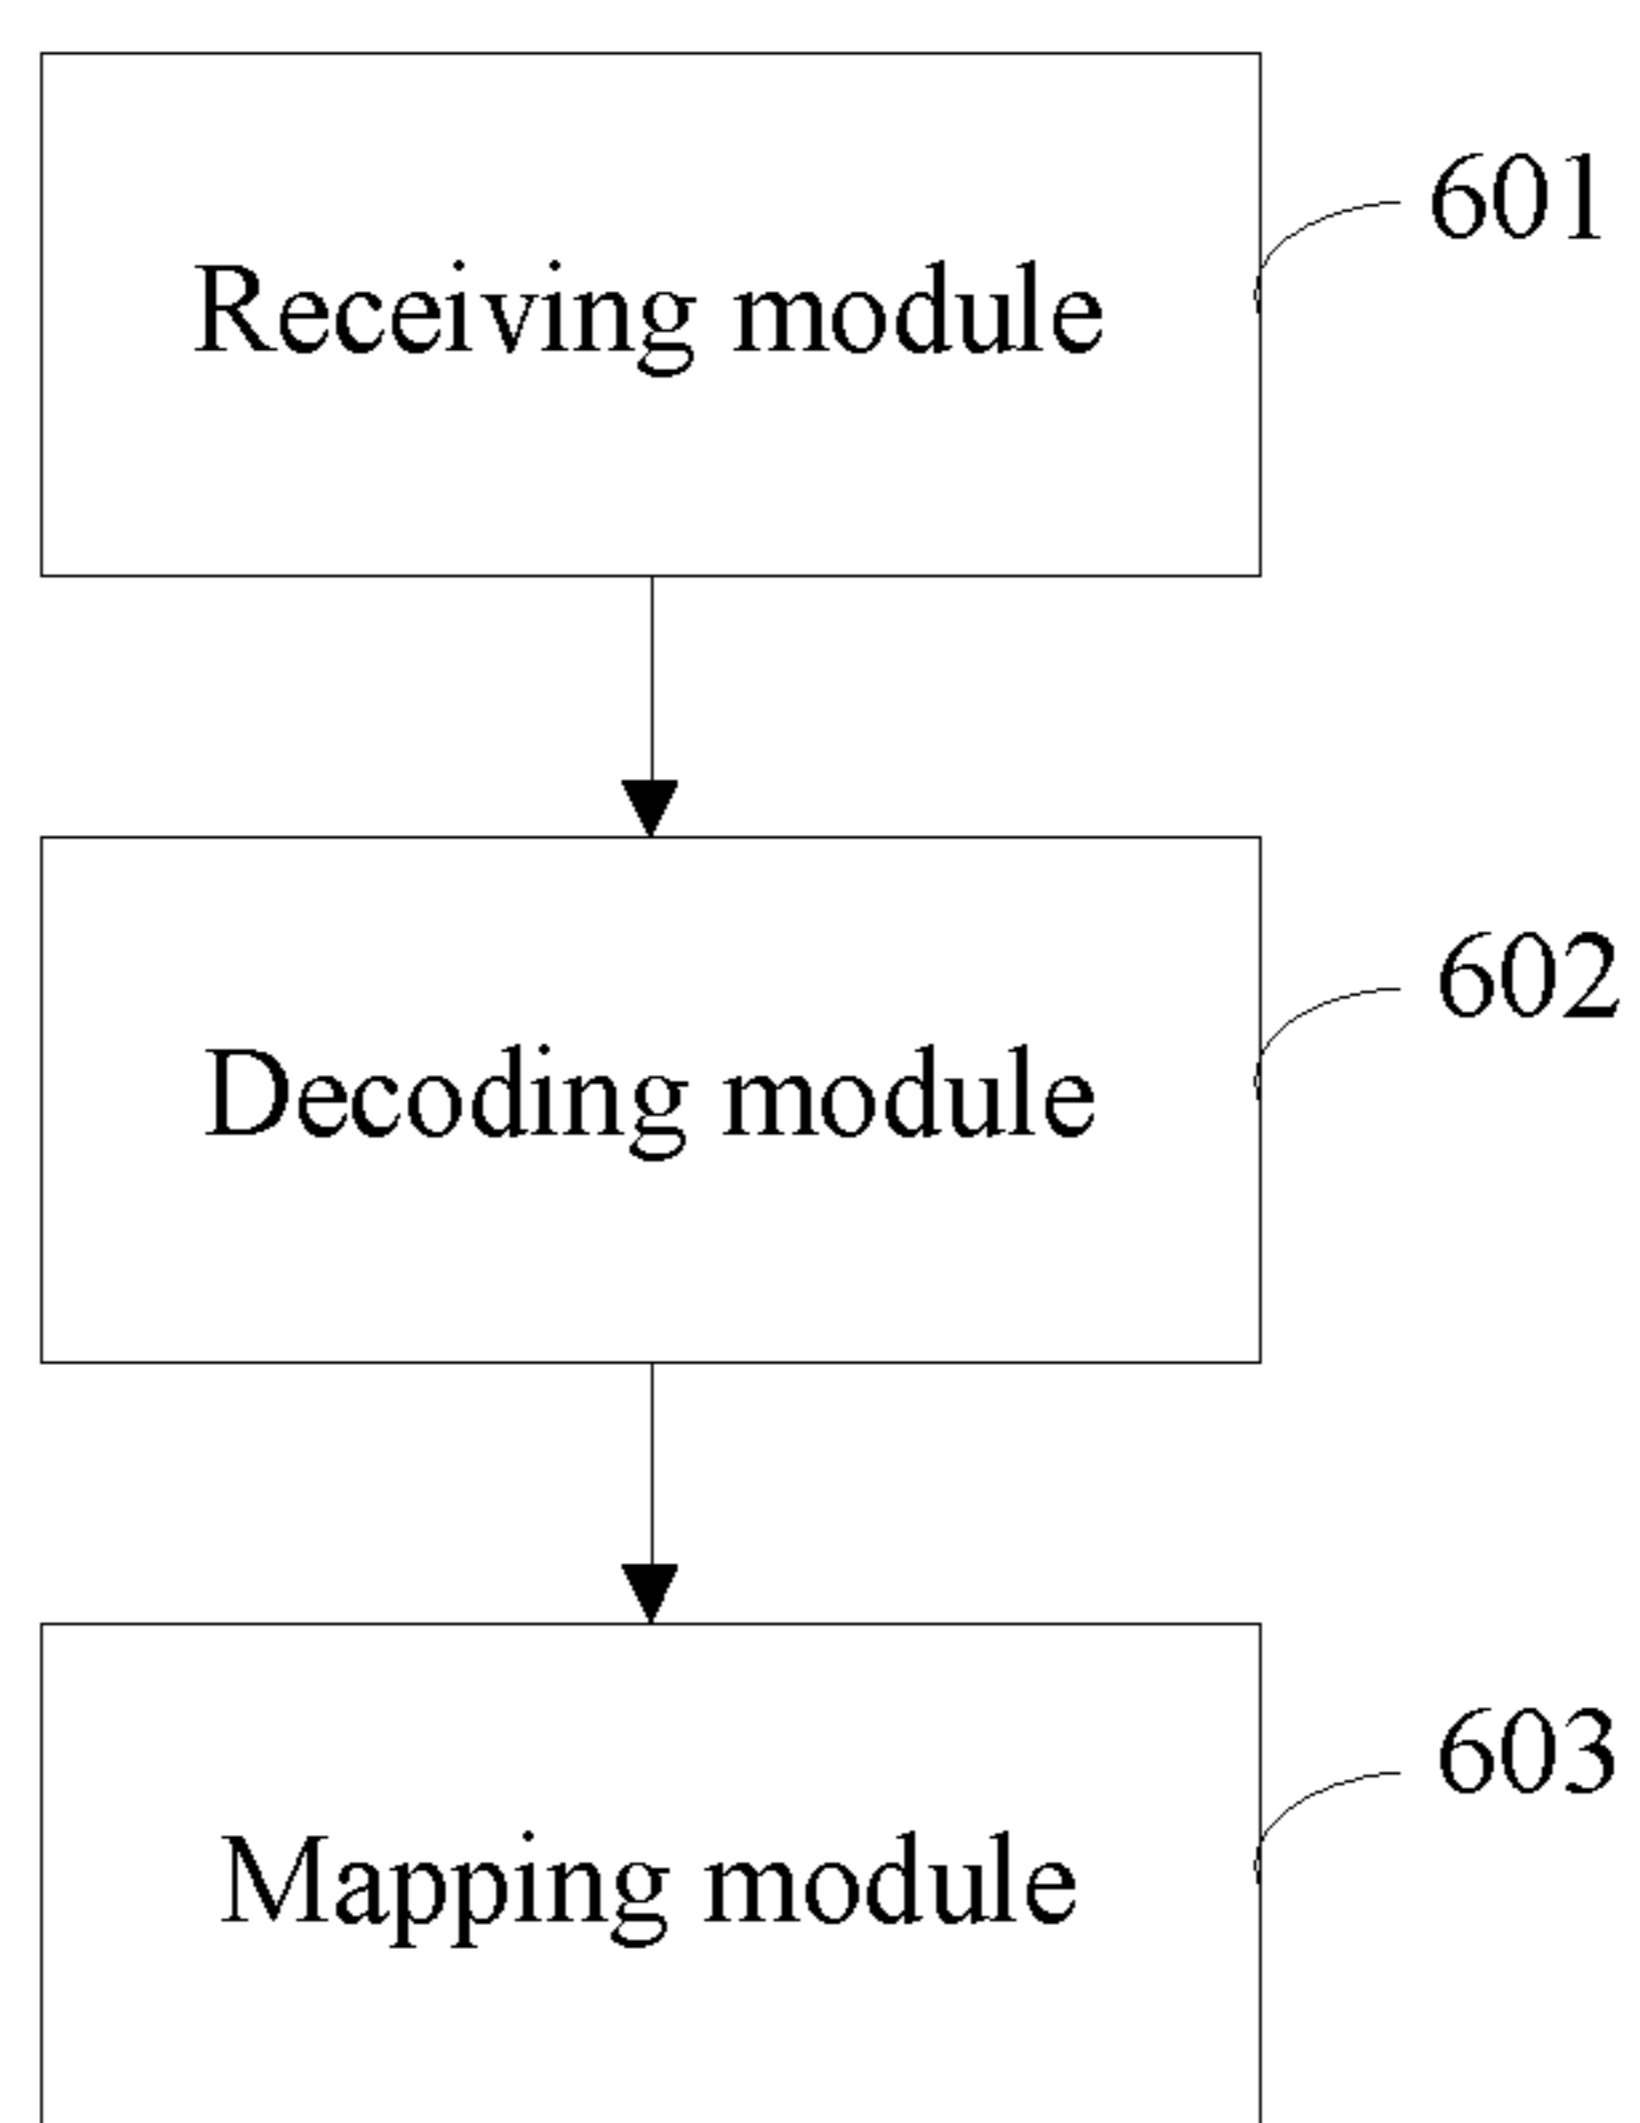 601
Receiving module
602
Decoding module
603
Mapping module